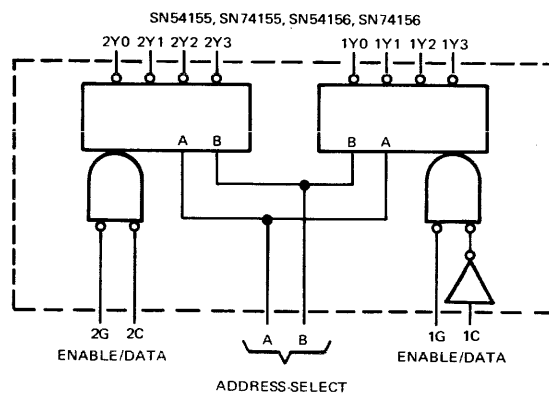 SN54155, SN74155, SN54156, SN74156
2Y0 2Y1 2Y2 2Y3 1Y0 1Y1 1Y2 1Y3
A B B A
2G 2C A B 1G 1C
ENABLE/DATA ENABLE/DATA
ADDRESS-SELECT